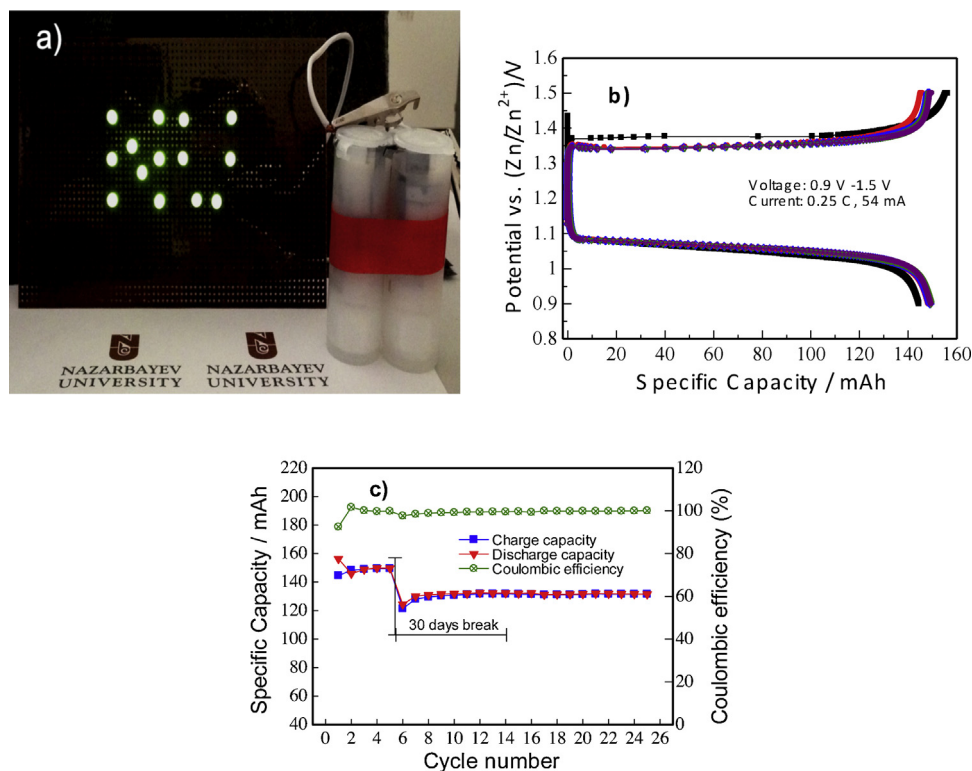 a)
NAZARBAYEV
UNIVERSITY
NAZARBAYEV
UNIVERSITY
b)
Potential vs. (Zn/Zn²⁺)/V
1.6
1.5
1.4
1.3
1.2
1.1
1.0
0.9
0.8
Voltage: 0.9 V -1.5 V
Current: 0.25 C, 54 mA
0 20 40 60 80 100 120 140 160
Specific Capacity / mAh
c)
Specific Capacity / mAh
220
200
180
160
140
120
100
80
60
40
Charge capacity
Discharge capacity
Coulombic efficiency
30 days break
120
100
80
60
40
20
0
Coulombic efficiency (%)
0 2 4 6 8 10 12 14 16 18 20 22 24 26
Cycle number